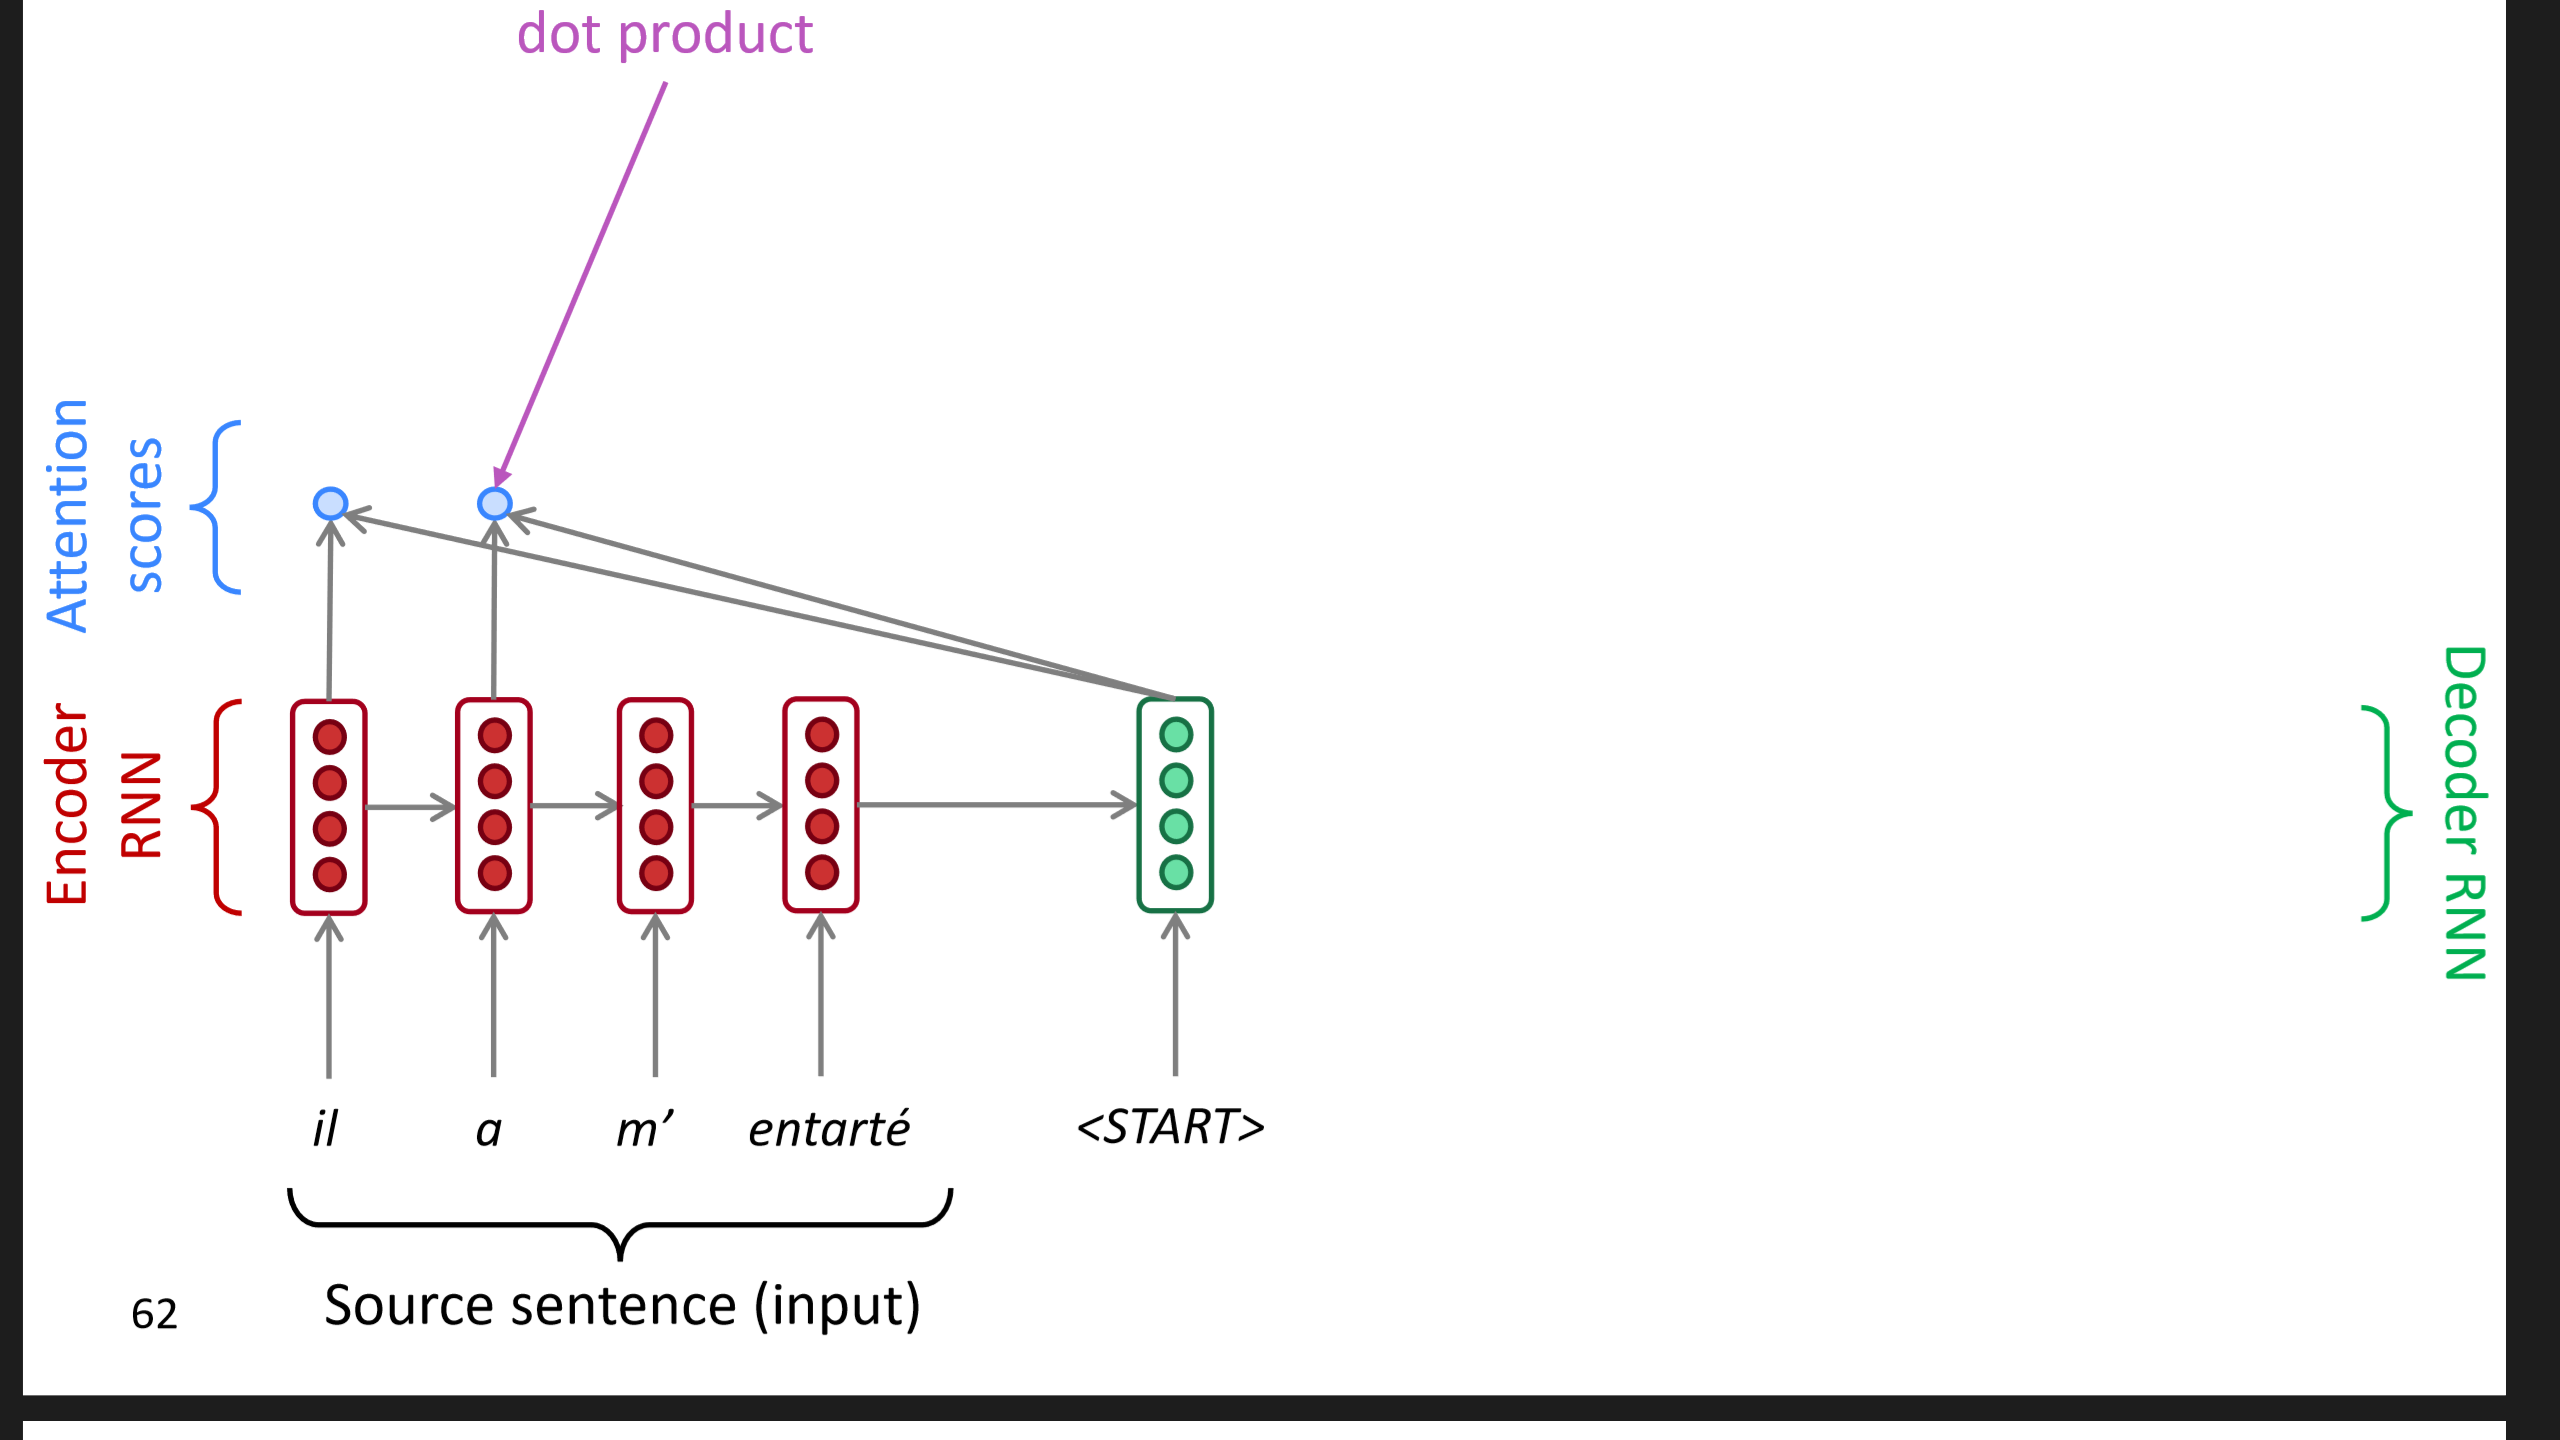 dot product
Attention
scores
Encoder
RNN
Decoder RNN
il a m’ entarté <START>
Source sentence (input)
62